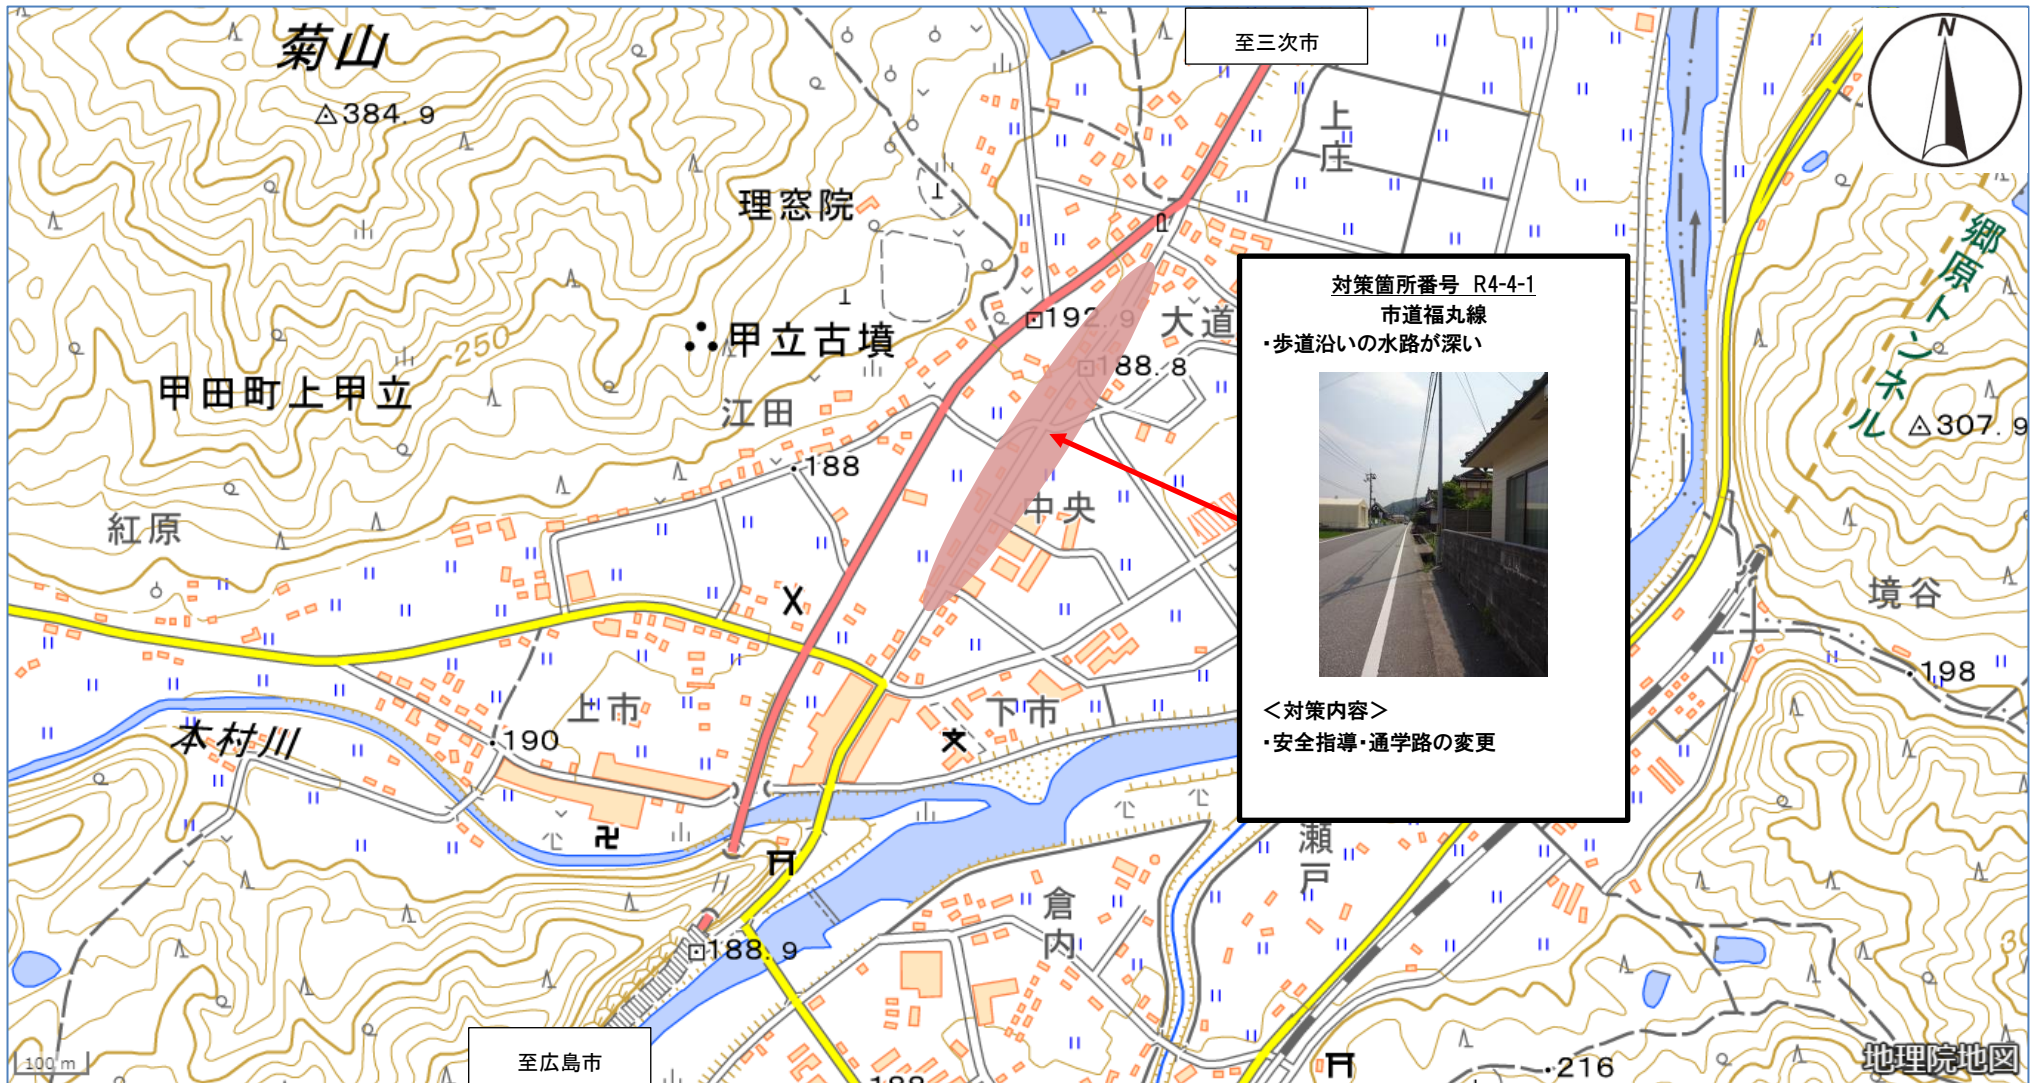 菊山
384.9
至三次市
N
上庄
理窓院
郷原トンネル
対策箇所番号 R4-4-1
市道福丸線
・歩道沿いの水路が深い
192.9
大道
甲立古墳
250
188.8
甲田町上甲立
江田
307.9
188
中央
紅原
境谷
198
上市
下市
本村川
190
<対策内容>
・安全指導・通学路の変更
瀬戸
倉内
188.9
至広島市
100 m
216
地理院地図